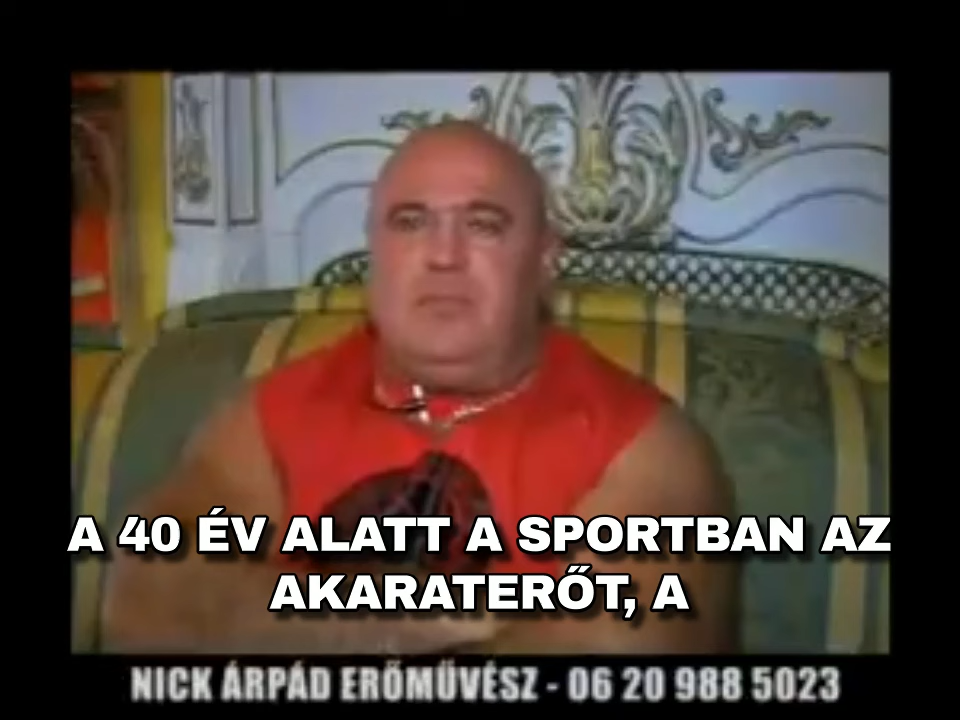 A 40 ÉV ALATT A SPORTBAN AZ
AKARATERŐT, A
NICK ÁRPÁD ERŐMŰVÉSZ - 06 20 988 5023